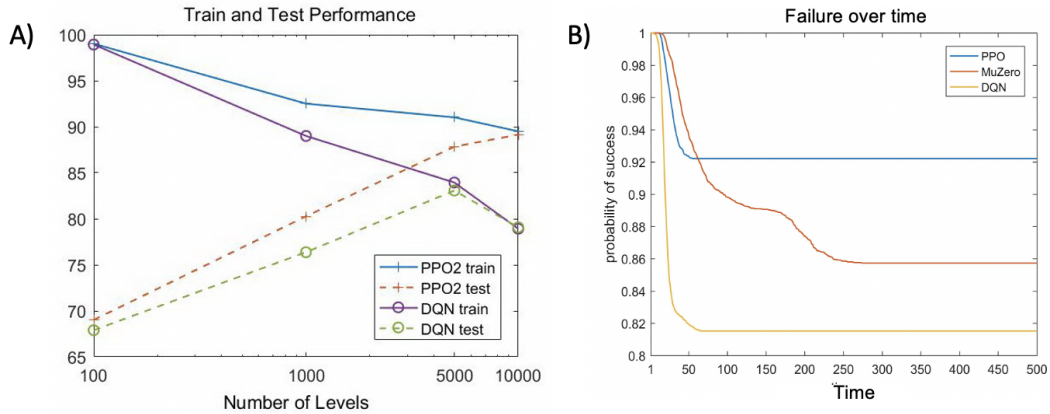 A)
Train and Test Performance
100
95
90
85
80
75
70
65
100
1000
5000
10000
Number of Levels
PPO2 train
PPO2 test
DQN train
DQN test
B)
Failure over time
probability of success
1
0.98
0.96
0.94
0.92
0.9
0.88
0.86
0.84
0.82
0.8
1
50
100
150
200
250
300
350
400
450
500
Time
PPO
MuZero
DQN